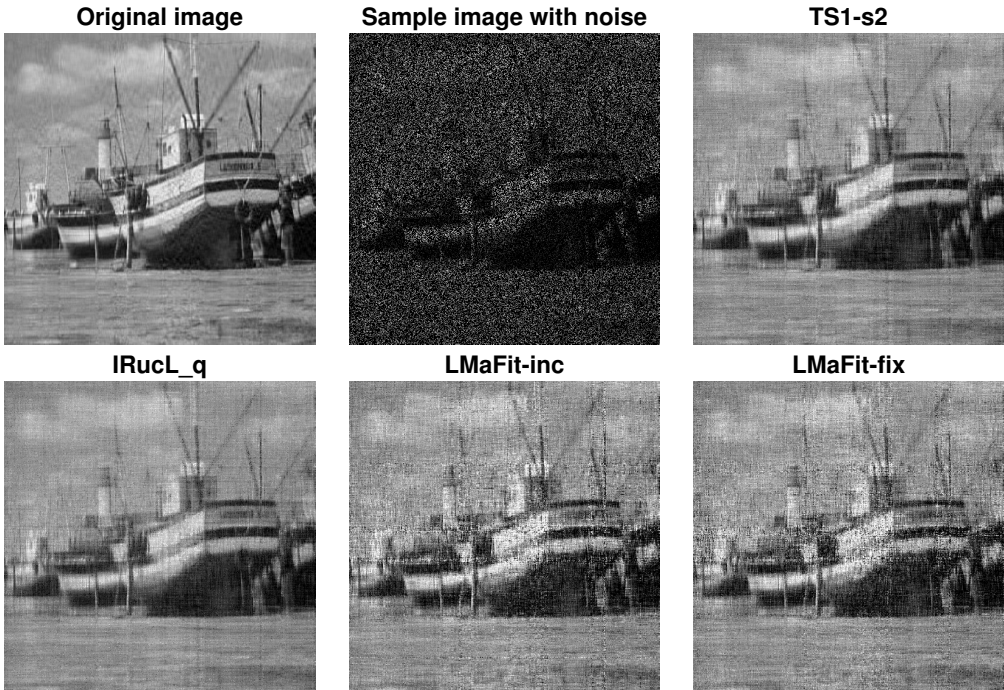 Original image
Sample image with noise
TS1-s2
IRucL_q
LMaFit-inc
LMaFit-fix